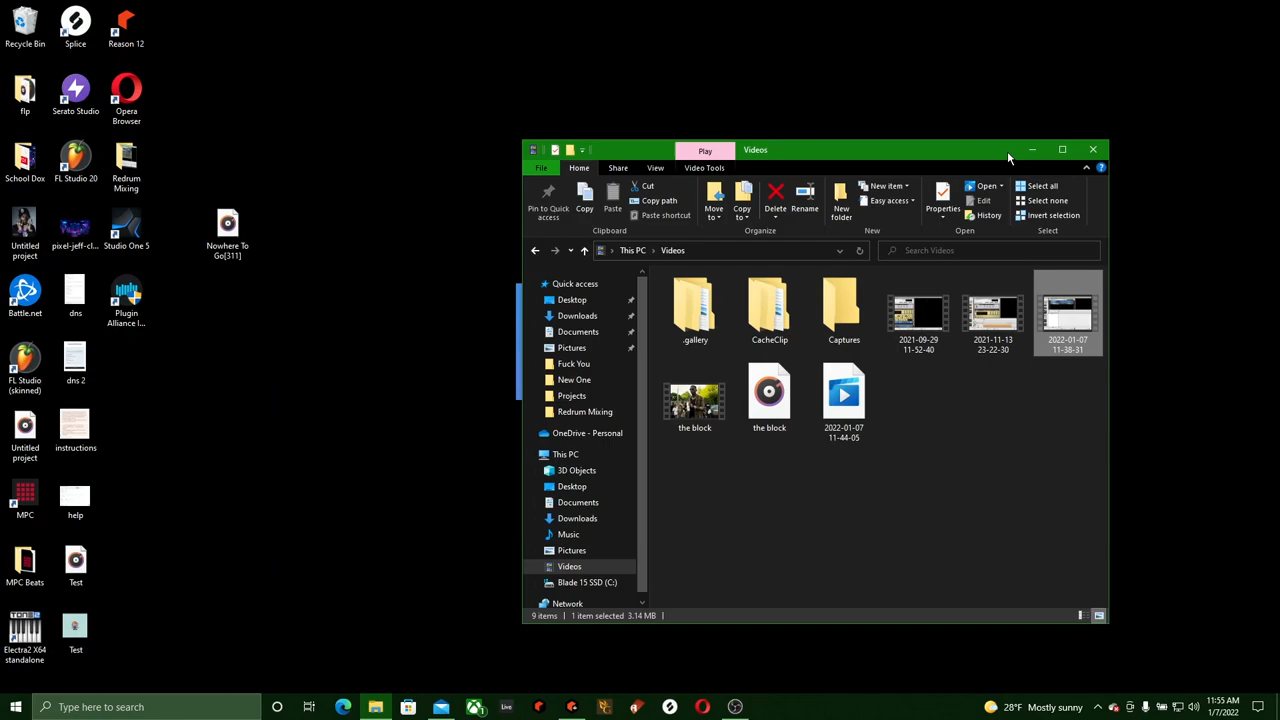 Recycle Bin
Splice
Reason 12
flp
Serato Studio
Opera
Browser
School Dox
FL Studio 20
Redrum
Mixing
Untitled
project
pixel-jeff-cl...
Studio One 5
Nowhere To
Go[311]
Battle.net
dns
Plugin
Alliance I...
FL Studio
(skinned)
dns 2
Untitled
project
instructions
MPC
help
MPC Beats
Test
Electra2 X64
standalone
Test
Play
Videos
File
Home
Share
View
Video Tools
Pin to Quick
access
Copy
Paste
Cut
Copy path
Paste shortcut
Clipboard
Move
to
Copy
to
Delete
Rename
Organize
New
folder
New item
Easy access
New
Properties
Open
Edit
History
Open
Select all
Select none
Invert selection
Select
This PC
Videos
Search Videos
Quick access
Desktop
Downloads
Documents
Pictures
Fuck You
New One
Projects
Redrum Mixing
OneDrive - Personal
This PC
3D Objects
Desktop
Documents
Downloads
Music
Pictures
Videos
Blade 15 SSD (C:)
Network
.gallery
CacheClip
Captures
2021-09-29
11-52-40
2021-11-13
23-22-30
2022-01-07
11-38-31
the block
the block
2022-01-07
11-44-05
9 items
1 item selected 3.14 MB
Type here to search
Live
28°F Mostly sunny
11:55 AM
1/7/2022